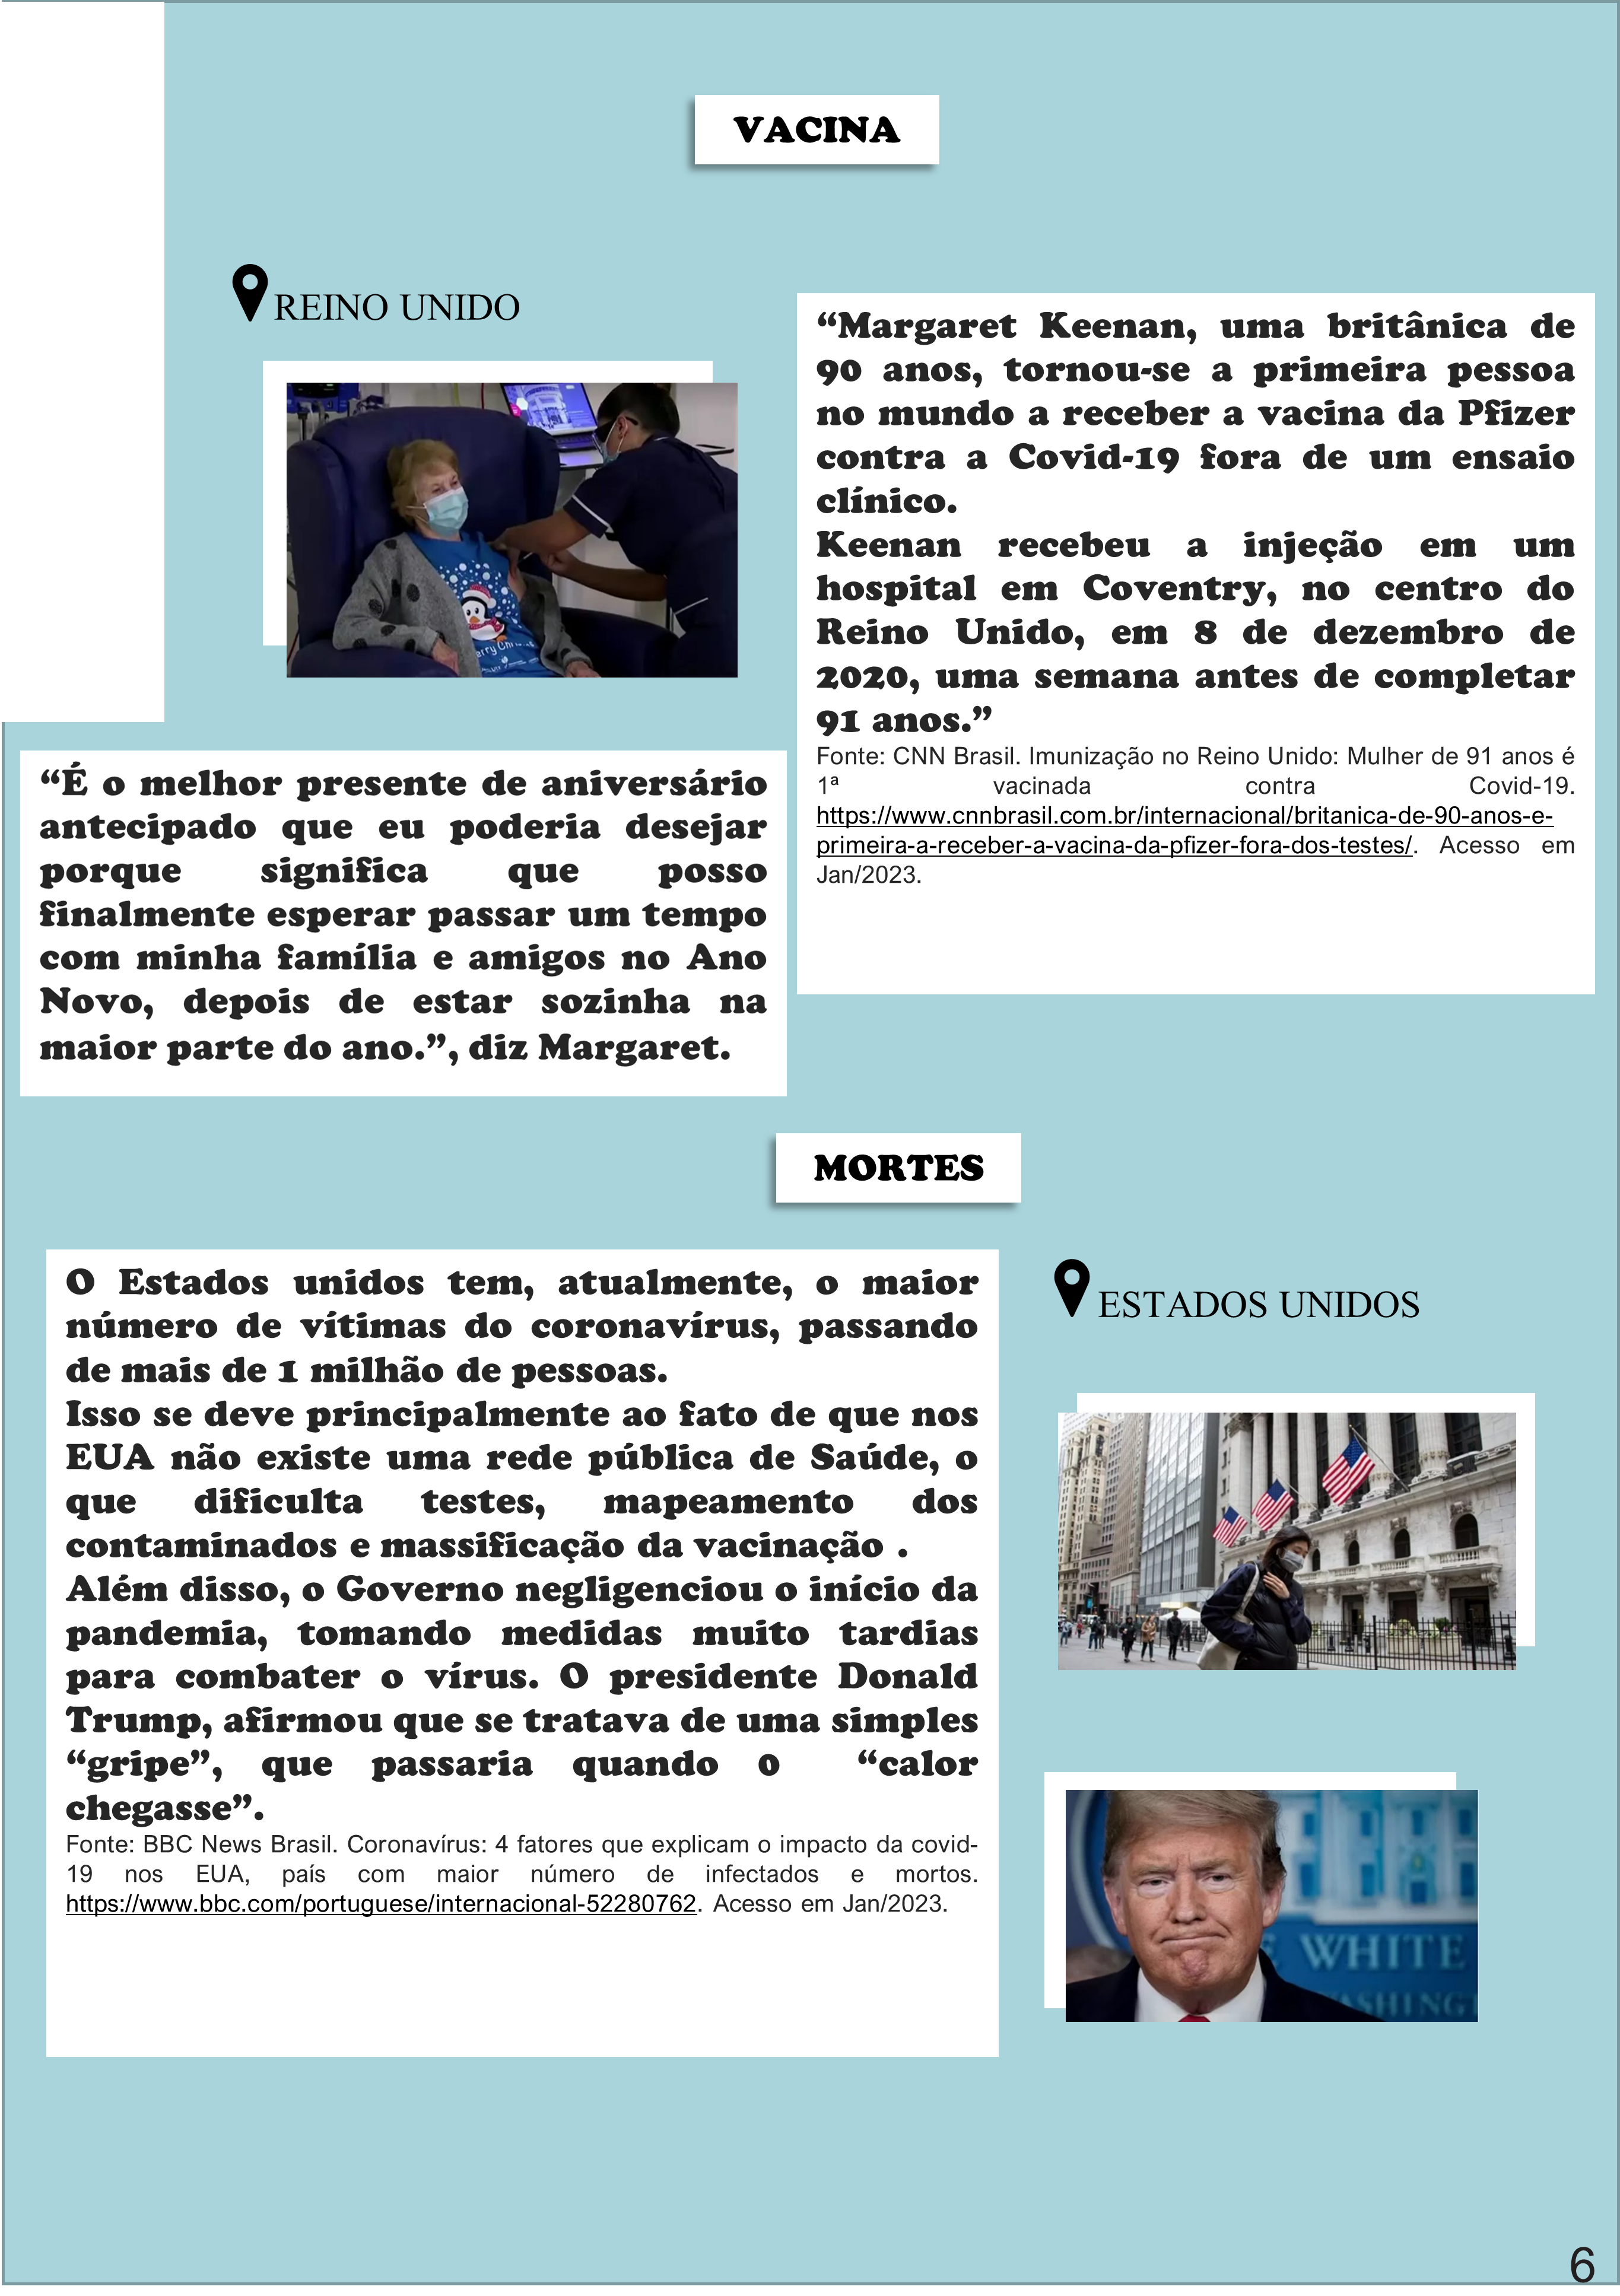 VACINA
REINO UNIDO
“Margaret Keenan, uma britânica de
90 anos, tornou-se a primeira pessoa
no mundo a receber a vacina da Pfizer
contra a Covid-19 fora de um ensaio
clínico.
Keenan recebeu a injeção em um
hospital em Coventry, no centro do
Reino Unido, em 8 de dezembro de
2020, uma semana antes de completar
91 anos.”
Fonte: CNN Brasil. Imunização no Reino Unido: Mulher de 91 anos é
1ª vacinada contra Covid-19.
https://www.cnnbrasil.com.br/internacional/britanica-de-90-anos-e-
primeira-a-receber-a-vacina-da-pfizer-fora-dos-testes/. Acesso em
Jan/2023.
“É o melhor presente de aniversário
antecipado que eu poderia desejar
porque significa que posso
finalmente esperar passar um tempo
com minha família e amigos no Ano
Novo, depois de estar sozinha na
maior parte do ano.”, diz Margaret.
MORTES
O Estados unidos tem, atualmente, o maior
número de vítimas do coronavírus, passando
de mais de 1 milhão de pessoas.
Isso se deve principalmente ao fato de que nos
EUA não existe uma rede pública de Saúde, o
que dificulta testes, mapeamento dos
contaminados e massificação da vacinação .
Além disso, o Governo negligenciou o início da
pandemia, tomando medidas muito tardias
para combater o vírus. O presidente Donald
Trump, afirmou que se tratava de uma simples
“gripe”, que passaria quando o “calor
chegasse”.
Fonte: BBC News Brasil. Coronavírus: 4 fatores que explicam o impacto da covid-
19 nos EUA, país com maior número de infectados e mortos.
https://www.bbc.com/portuguese/internacional-52280762. Acesso em Jan/2023.
ESTADOS UNIDOS
WHITE
6